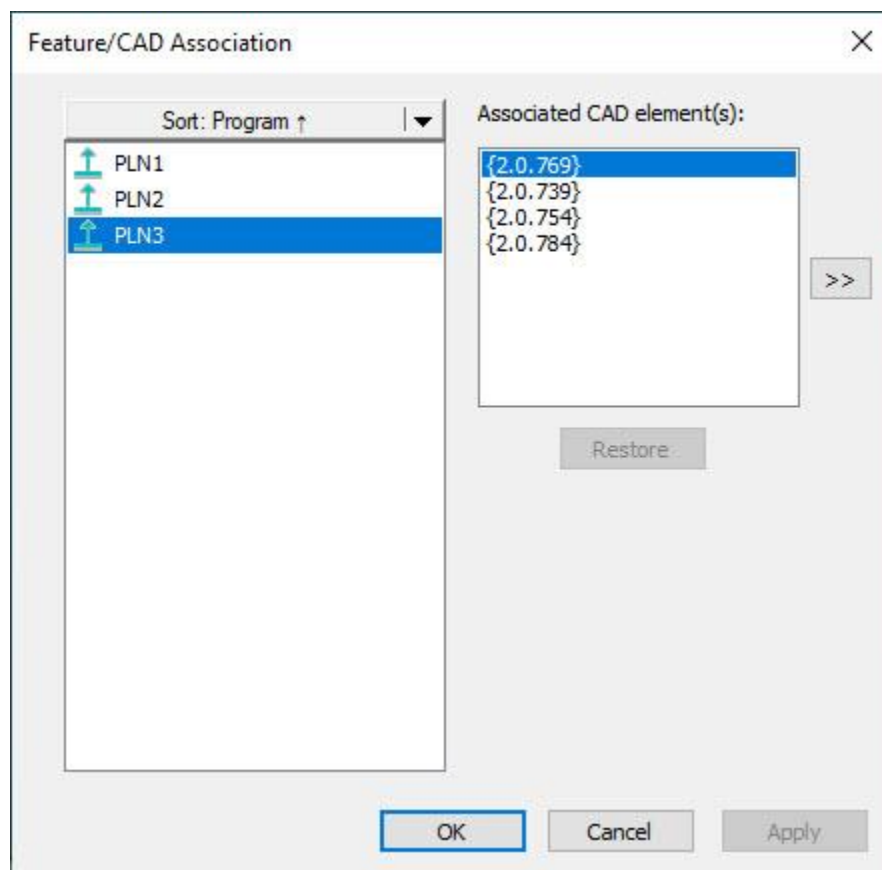 Feature/CAD Association
Sort: Program ↑
PLN1
PLN2
PLN3
Associated CAD element(s):
{2.0.769}
{2.0.739}
{2.0.754}
{2.0.784}
>>
Restore
OK
Cancel
Apply